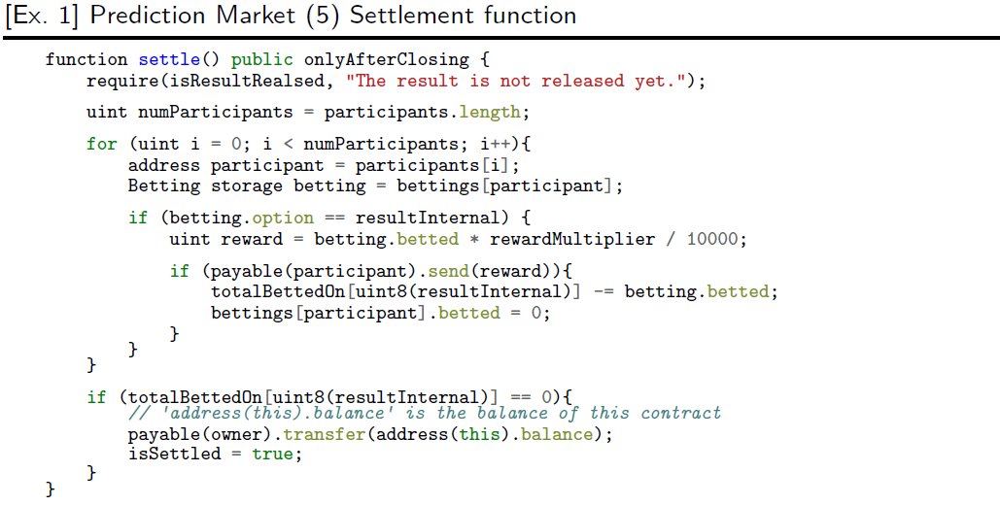 [Ex. 1] Prediction Market (5) Settlement function
function settle() public onlyAfterClosing {
require(isResultRealsed, "The result is not released yet.");
uint numParticipants = participants.length;
for (uint i = 0; i < numParticipants; i++){
address participant = participants[i];
Betting storage betting = bettings[participant];
if (betting.option == resultInternal) {
uint reward = betting.betted * rewardMultiplier / 10000;
if (payable(participant).send(reward)){
totalBettedOn[uint8(resultInternal)] -= betting.betted;
bettings[participant].betted = 0;
}
}
}
if (totalBettedOn[uint8(resultInternal)] == 0){
// 'address(this).balance' is the balance of this contract
payable(owner).transfer(address(this).balance);
isSettled = true;
}
}